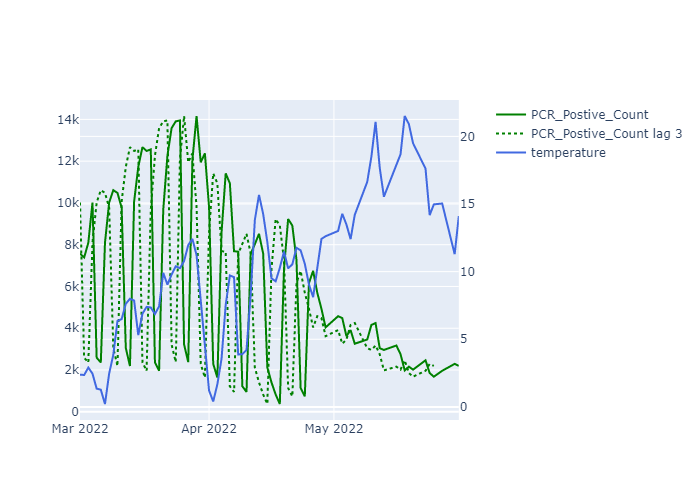 PCR_Postive_Count
PCR_Postive_Count lag 3
temperature
14k
12k
10k
8k
6k
4k
2k
0
20
15
10
5
0
Mar 2022
Apr 2022
May 2022